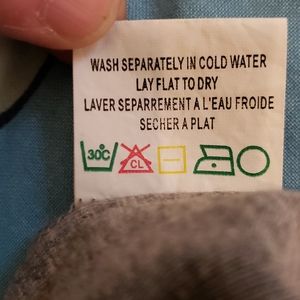 WASH SEPARATELY IN COLD WATER
LAY FLAT TO DRY
LAVER SEPARREMENT A L'EAU FROIDE
SECHER A PLAT
30C CL